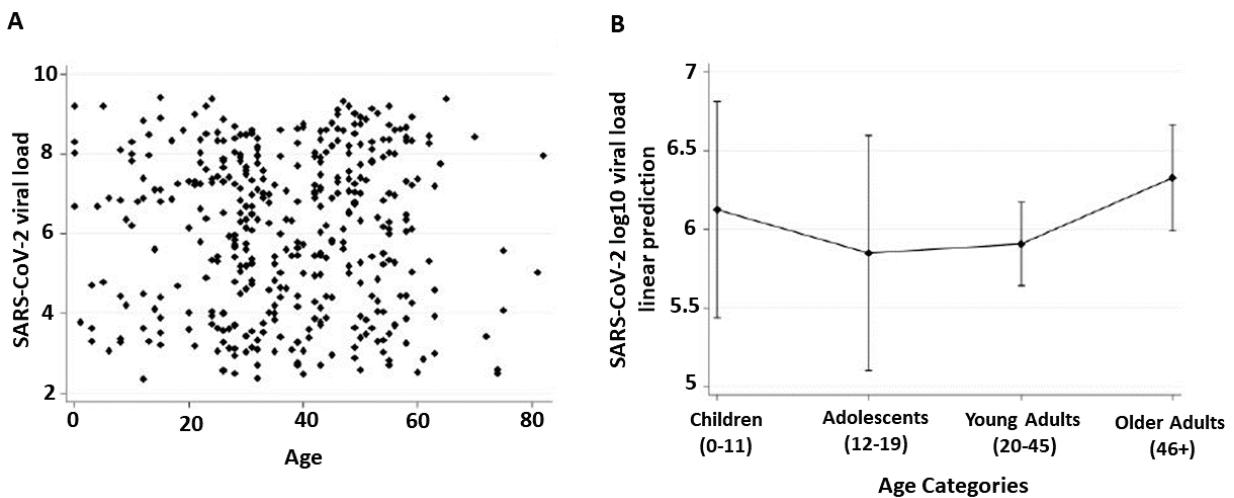 A
SARS-CoV-2 viral load
10
8
6
4
2
0 20 40 60 80
Age
B
SARS-CoV-2 log10 viral load
linear prediction
7
6.5
6
5.5
5
Children Adolescents Young Adults Older Adults
(0-11) (12-19) (20-45) (46+)
Age Categories